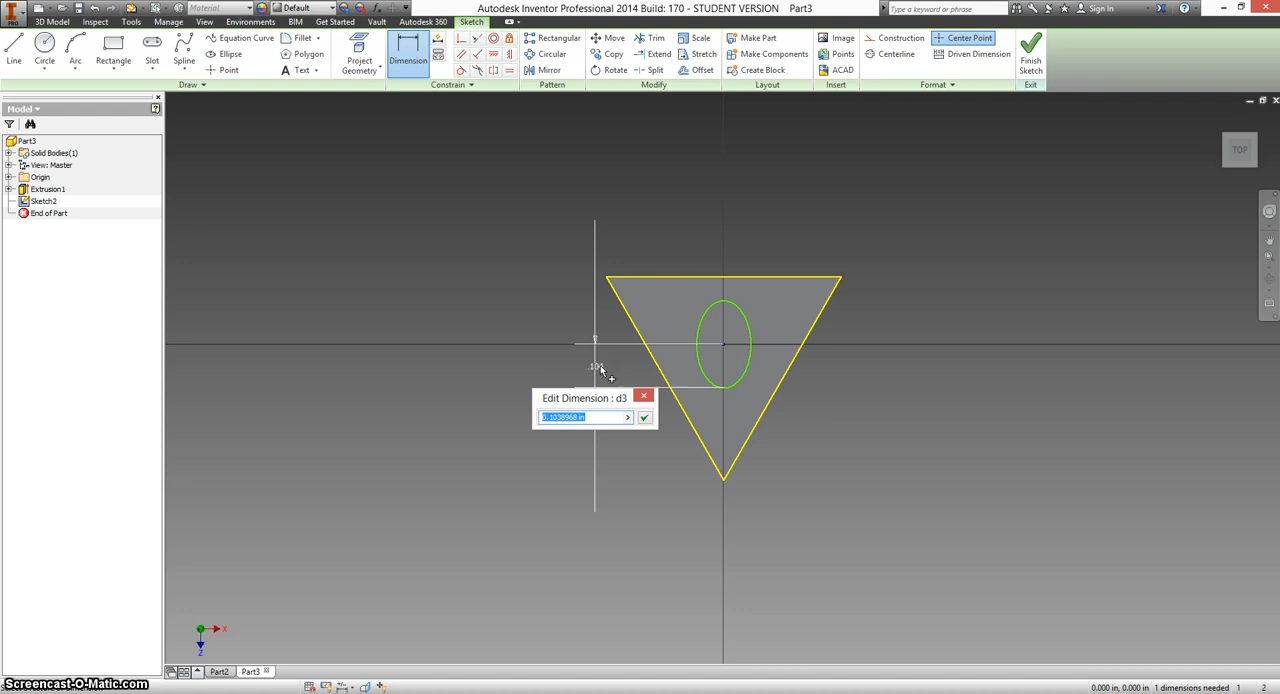 Autodesk Inventor Professional 2014 Build: 170 - STUDENT VERSION Part3
Material Default Type a keyword or phrase Sign In
PRO 3D Model Inspect Tools Manage View Environments BIM Get Started Vault Autodesk 360 Sketch
Line Circle Arc Rectangle Slot Spline
Equation Curve Fillet
Ellipse Polygon
Point Text
Project Geometry
Dimension
Rectangular Move Trim Scale
Circular Copy Extend Stretch
Mirror Rotate Split Offset
Make Part Image Construction Center Point
Make Components Points Centerline Driven Dimension
Create Block ACAD
Finish Sketch
Draw Constrain Pattern Modify Layout Insert Format Exit
Model
Part3
Solid Bodies(1)
View: Master
Origin
Extrusion1
Sketch2
End of Part
TOP
Edit Dimension : d3
0.1038968 in
X
Z
Part2 Part3
Screencast-O-Matic.com
0.000 in, 0.000 in 1 dimensions needed 1 2